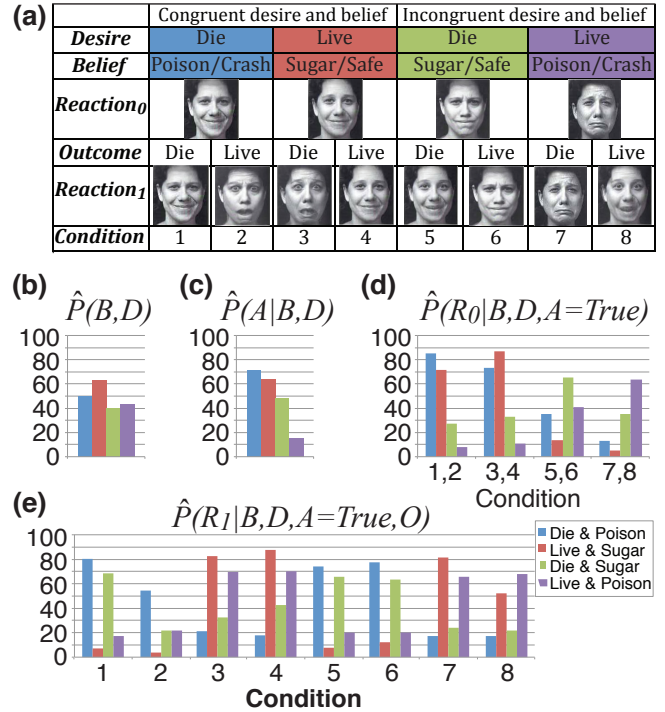 (a)
Congruent desire and belief Incongruent desire and belief
Desire Die Live Die Live
Belief Poison/Crash Sugar/Safe Sugar/Safe Poison/Crash
Reaction₀
Outcome Die Live Die Live Die Live Die Live
Reaction₁
Condition 1 2 3 4 5 6 7 8
(b) P̂(B,D)
100
80
60
40
20
0
(c) P̂(A|B,D)
100
80
60
40
20
0
(d) P̂(R₀|B,D,A=True)
100
80
60
40
20
0
1,2 3,4 5,6 7,8
Condition
(e) P̂(R₁|B,D,A=True,O)
100
80
60
40
20
0
1 2 3 4 5 6 7 8
Condition
Die & Poison
Live & Sugar
Die & Sugar
Live & Poison